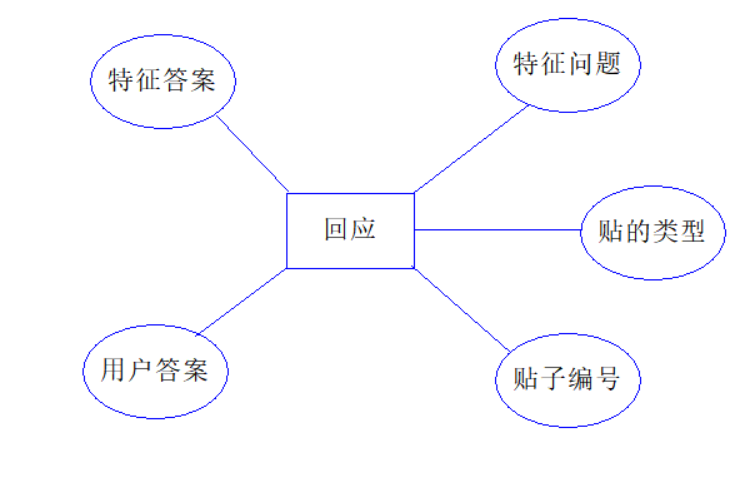 特征问题
特征答案
回应
贴的类型
用户答案
贴子编号